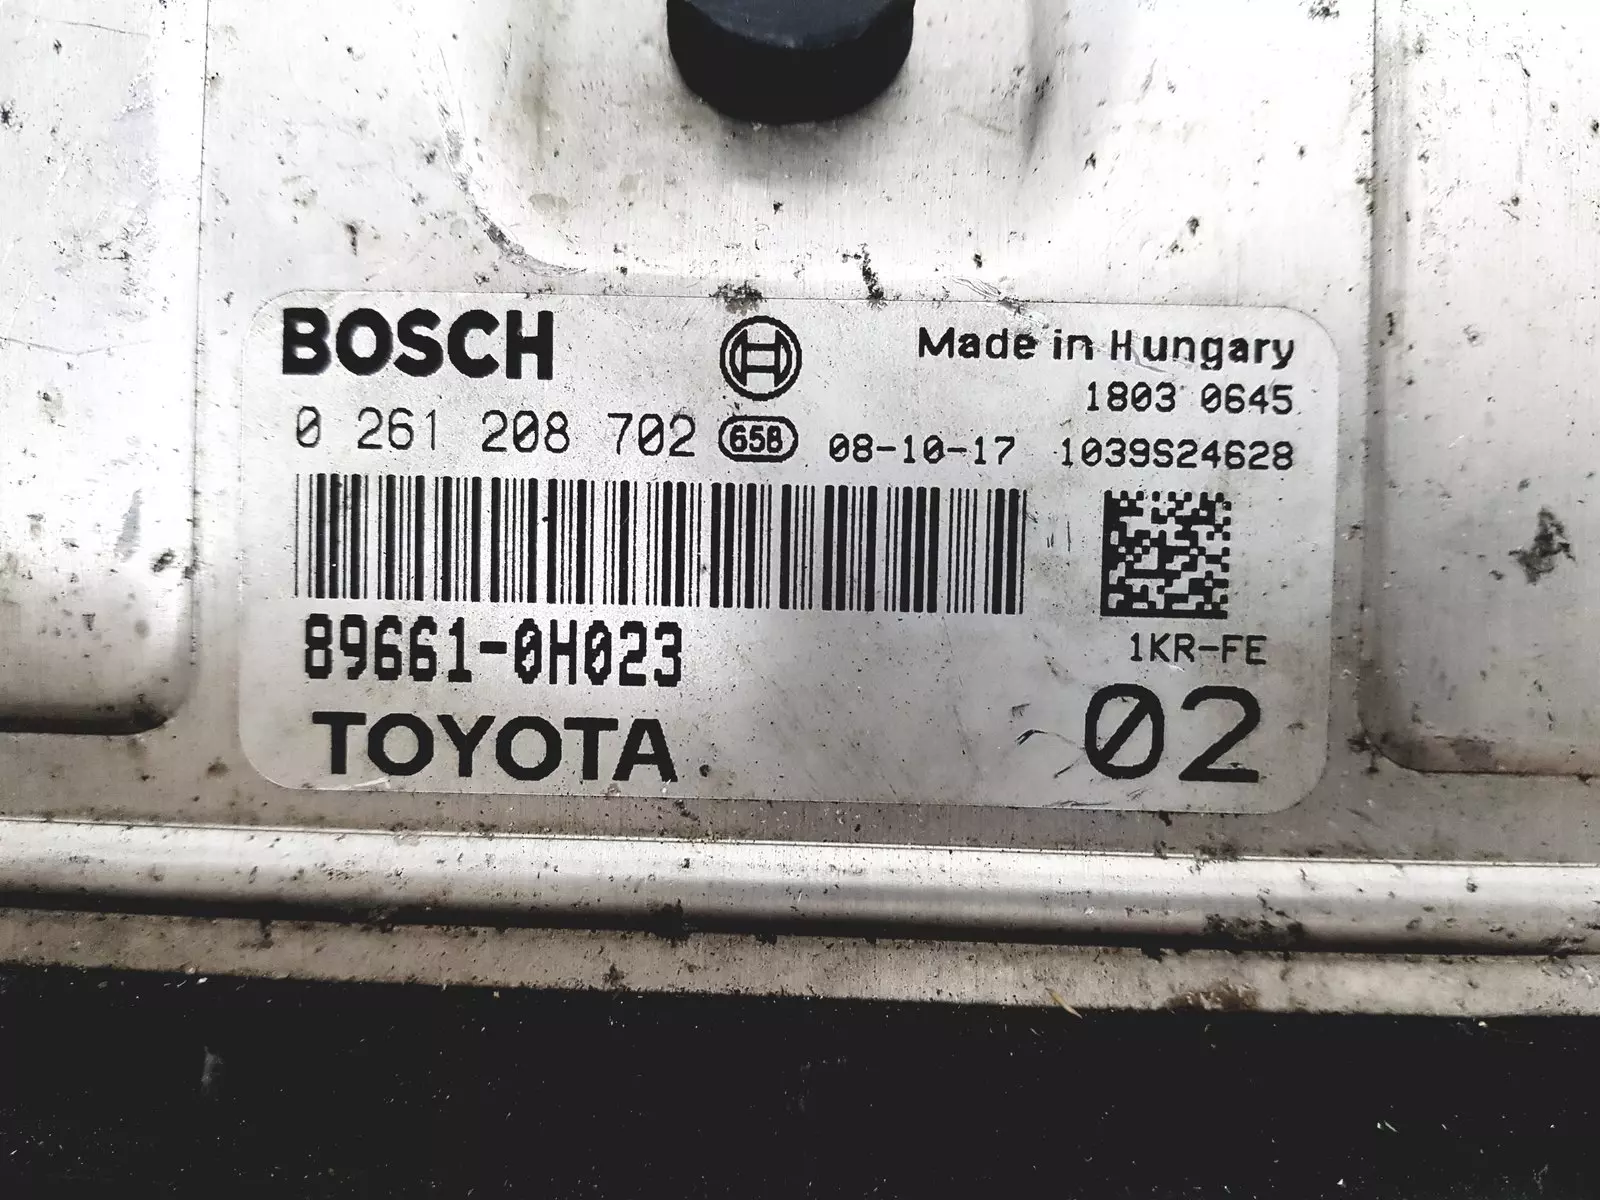 BOSCH
Made in Hungary
1803 0645
0 261 208 702 65B 08-10-17 1039S24628
89661-0H023
1KR-FE
TOYOTA
02